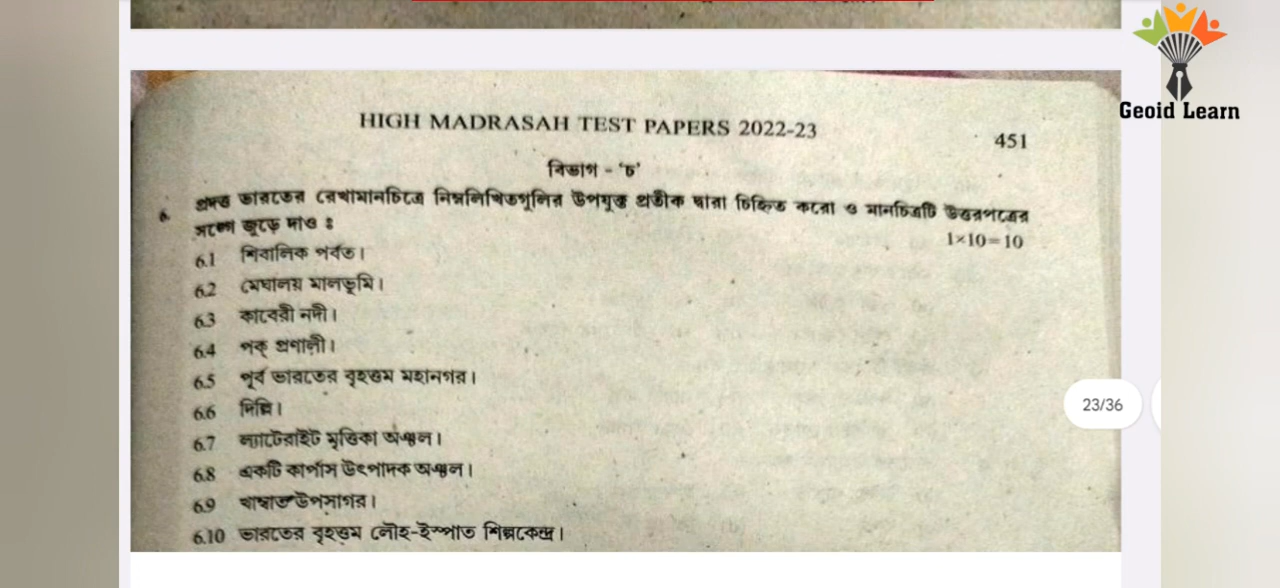 Geoid Learn
HIGH MADRASAH TEST PAPERS 2022-23
451
বিভাগ - ‘চ’
6. প্রদত্ত ভারতের রেখামানচিত্রে নিম্নলিখিতগুলির উপযুক্ত প্রতীক দ্বারা চিহ্নিত করো ও মানচিত্রটি উত্তরপত্রের
সঙ্গে জুড়ে দাও ঃ
1×10=10
6.1 শিবালিক পর্বত।
6.2 মেঘালয় মালভূমি।
6.3 কাবেরী নদী।
6.4 পক্ প্রণালী।
6.5 পূর্ব ভারতের বৃহত্তম মহানগর।
6.6 দিল্লি।
6.7 ল্যাটেরাইট মৃত্তিকা অঞ্চল।
6.8 একটি কার্পাস উৎপাদক অঞ্চল।
6.9 খাম্বাত উপসাগর।
6.10 ভারতের বৃহত্তম লৌহ-ইস্পাত শিল্পকেন্দ্র।
23/36